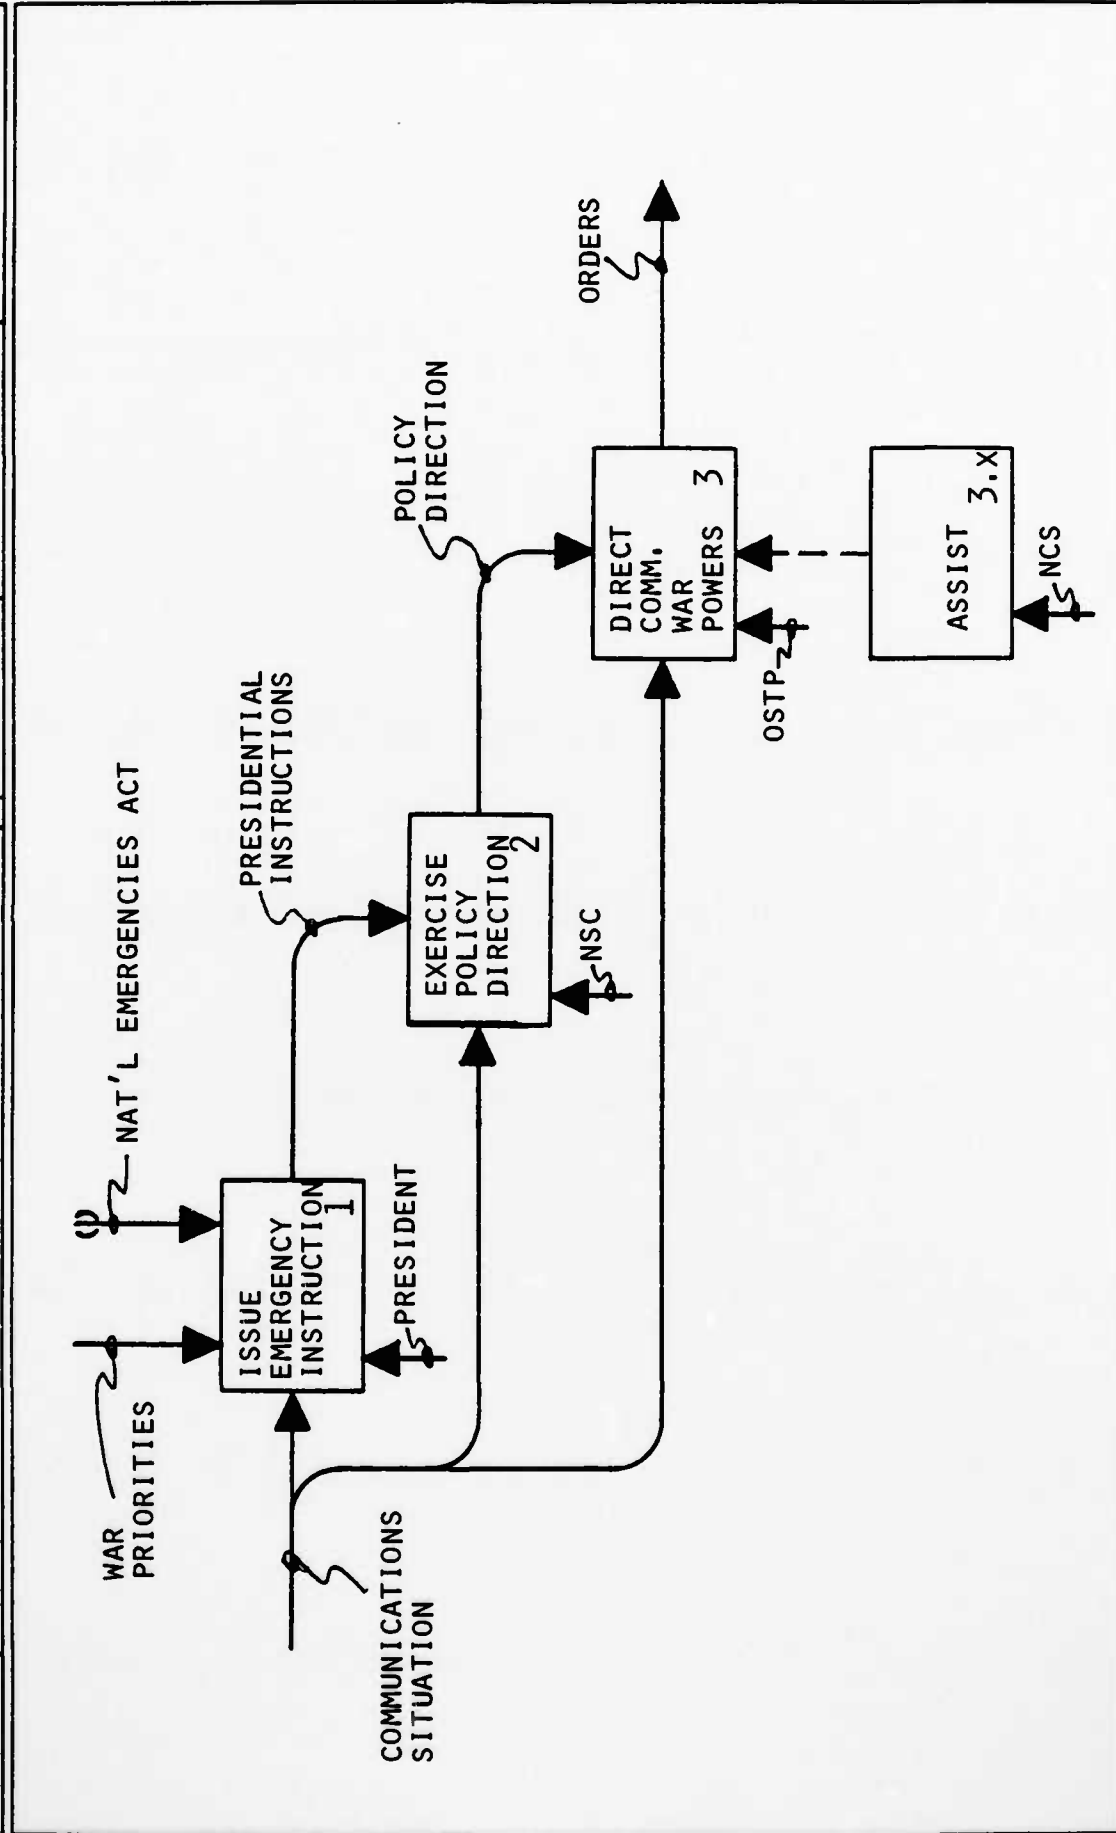 WAR
PRIORITIES
NAT'L EMERGENCIES ACT
COMMUNICATIONS
SITUATION
ISSUE
EMERGENCY
INSTRUCTION
1
PRESIDENT
PRESIDENTIAL
INSTRUCTIONS
EXERCISE
POLICY
DIRECTION
2
NSC
POLICY
DIRECTION
DIRECT
COMM.
WAR
POWERS 3
OSTP
ORDERS
ASSIST
3.X
NCS